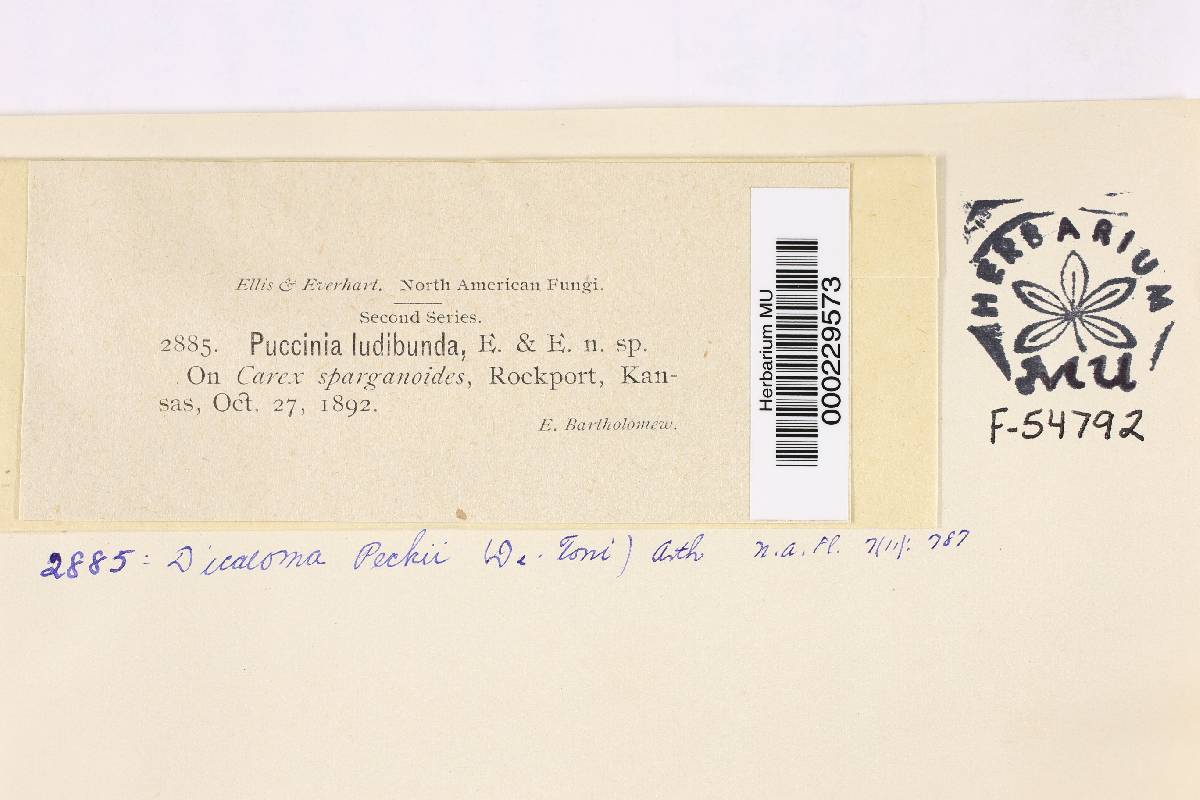 Ellis & Everhart. North American Fungi.
Second Series.
2885. Puccinia ludibunda, E. & E. n. sp.
On Carex sparganoides, Rockport, Kan-
sas, Oct. 27, 1892.
E. Bartholomew.
Herbarium MU
000229573
HERBARIUM
MU
F-54792
2885 = Dicaeoma Peckii (De-Toni) Arth n.a.Fl. 7(11): 787